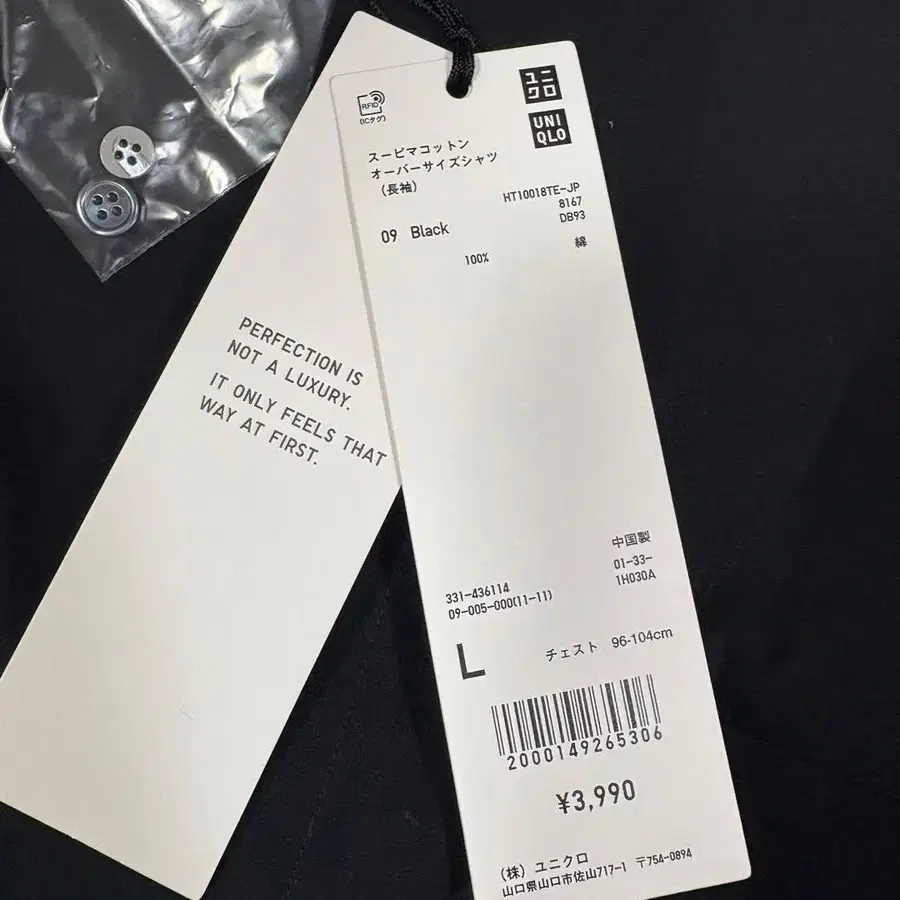 PERFECTION IS
NOT A LUXURY.
IT ONLY FEELS THAT
WAY AT FIRST.
RFID
(ICタグ)
ユニ
クロ
UNI
QLO
スーピマコットン
オーバーサイズシャツ
(長袖)
HT10018TE-JP
8167
DB93
09 Black
綿
100%
中国製
01-33-
1H030A
331-436114
09-005-000(11-11)
L チェスト 96-104cm
2000149265306
¥3,990
(株) ユニクロ
山口県山口市佐山717-1 〒754-0894